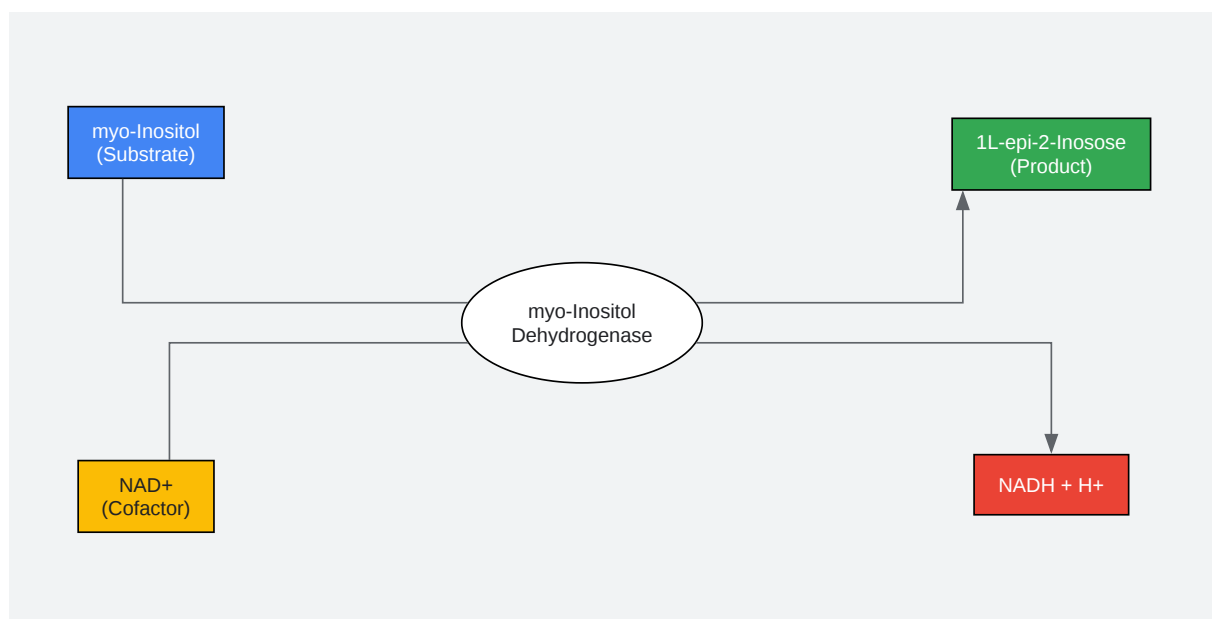 myo-Inositol
(Substrate)
1L-epi-2-Inosose
(Product)
myo-Inositol
Dehydrogenase
NAD+
(Cofactor)
NADH + H+